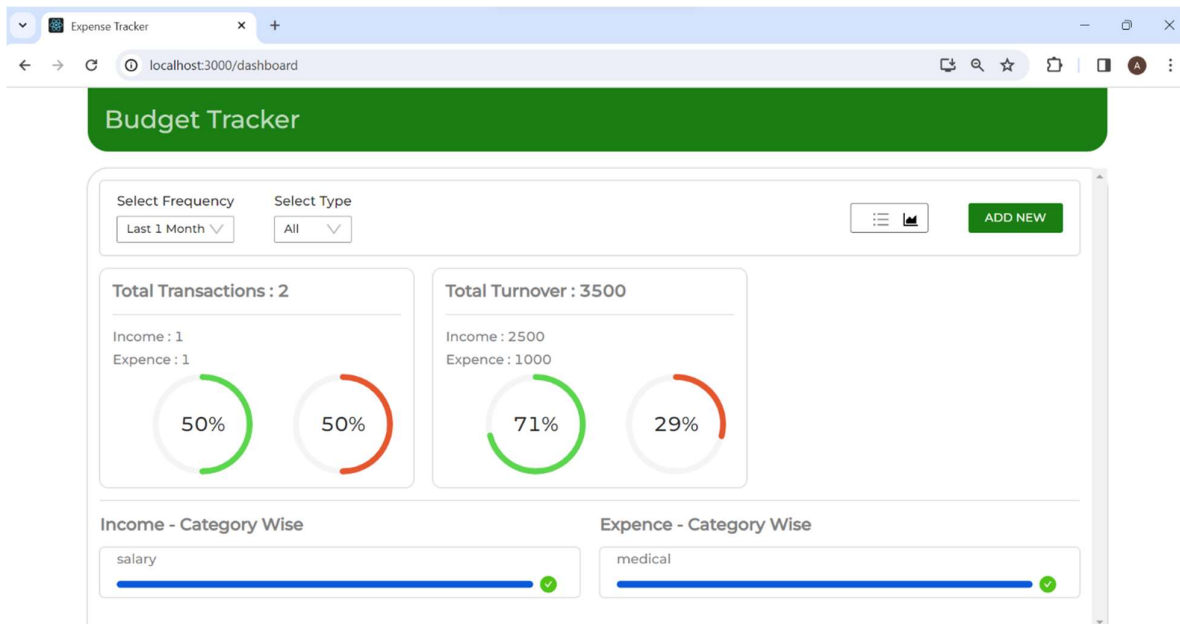 Expense Tracker
localhost:3000/dashboard
A
Budget Tracker
Select Frequency Select Type
Last 1 Month All
ADD NEW
Total Transactions : 2
Income : 1
Expence : 1
50% 50%
Total Turnover : 3500
Income : 2500
Expence : 1000
71% 29%
Income - Category Wise
salary
Expence - Category Wise
medical